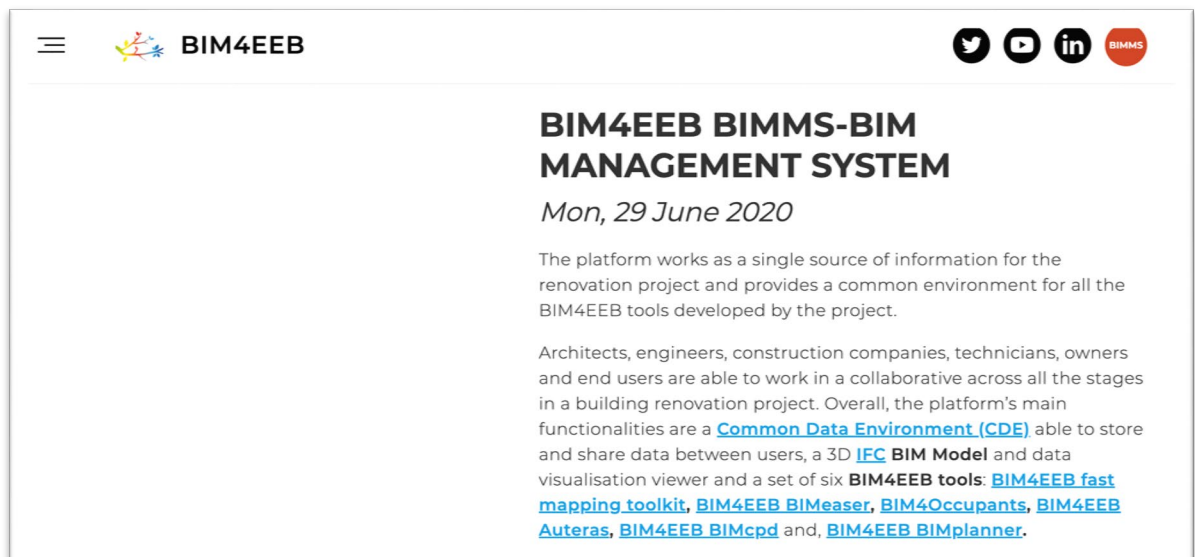 BIM4EEB
BIMMS
BIM4EEB BIMMS-BIM
MANAGEMENT SYSTEM
Mon, 29 June 2020
The platform works as a single source of information for the
renovation project and provides a common environment for all the
BIM4EEB tools developed by the project.
Architects, engineers, construction companies, technicians, owners
and end users are able to work in a collaborative across all the stages
in a building renovation project. Overall, the platform's main
functionalities are a Common Data Environment (CDE) able to store
and share data between users, a 3D IFC BIM Model and data
visualisation viewer and a set of six BIM4EEB tools: BIM4EEB fast
mapping toolkit, BIM4EEB BIMeaser, BIM4Occupants, BIM4EEB
Auteras, BIM4EEB BIMcpd and, BIM4EEB BIMplanner.